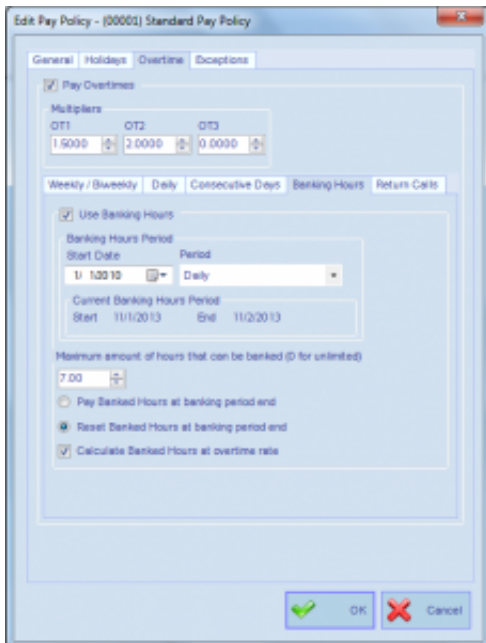 Edit Pay Policy - (00001) Standard Pay Policy
General Holidays Overtime Exceptions
Pay Overtimes
Multipliers
OT1 OT2 OT3
1.5000 2.0000 0.0000
Weekly / Biweekly Daily Consecutive Days Banking Hours Return Calls
Use Banking Hours
Banking Hours Period
Start Date Period
1/ 1/2010 Daily
Current Banking Hours Period
Start 11/1/2013 End 11/2/2013
Maximum amount of hours that can be banked (0 for unlimited)
7.00
Pay Banked Hours at banking period end
Reset Banked Hours at banking period end
Calculate Banked Hours at overtime rate
OK Cancel